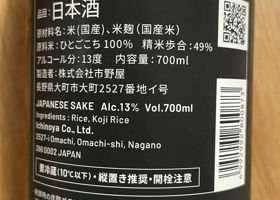 品目:日本酒
原材料名:米(国産)、米麹(国産米)
原料米:ひとごこち100% 精米歩合:49%
アルコール分:13度 内容量:700ml
製造者:株式会社市野屋
長野県大町市大町2527番地イ号
JAPANESE SAKE Alc.13% Vol.700ml
Ingredients: Rice, Koji Rice
Ichinoya Co., Ltd.
2527-i Omachi, Omachi-shi, Nagano
398 0002 JAPAN
要冷蔵(10℃以下)・縦置き推奨・開栓注意